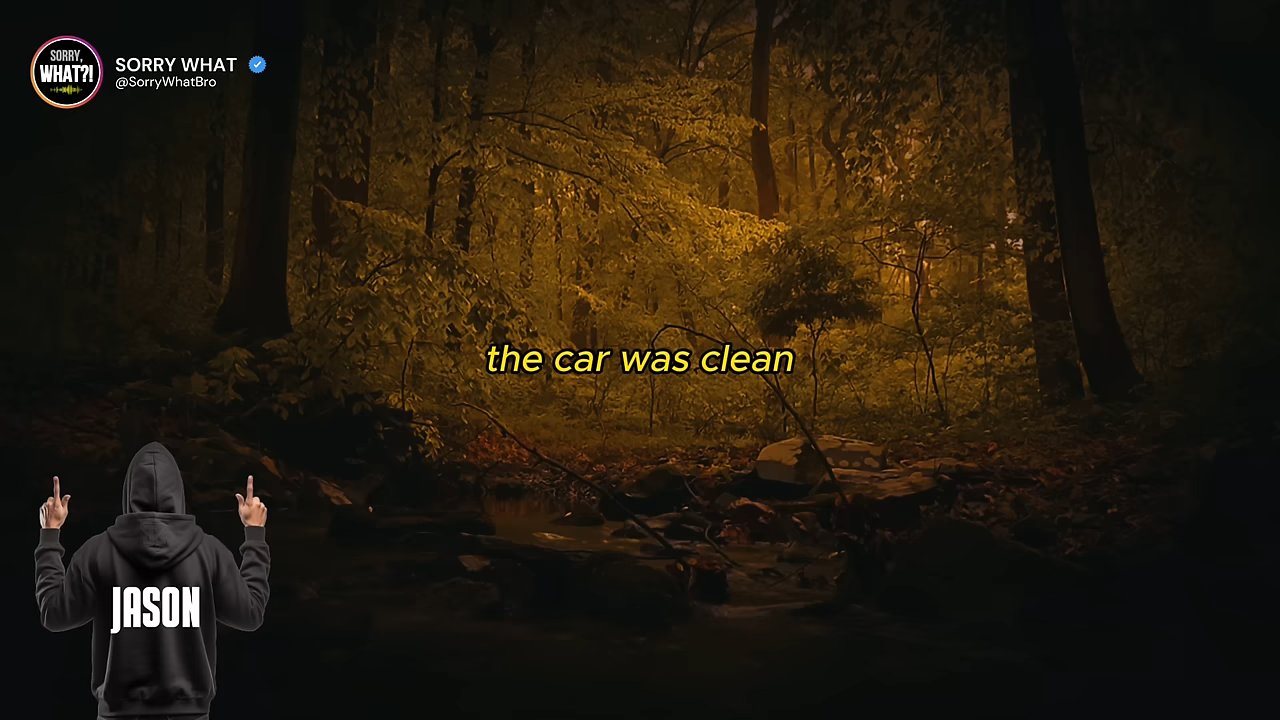 SORRY,
WHAT?!
SORRY WHAT
@SorryWhatBro
the car was clean
JASON